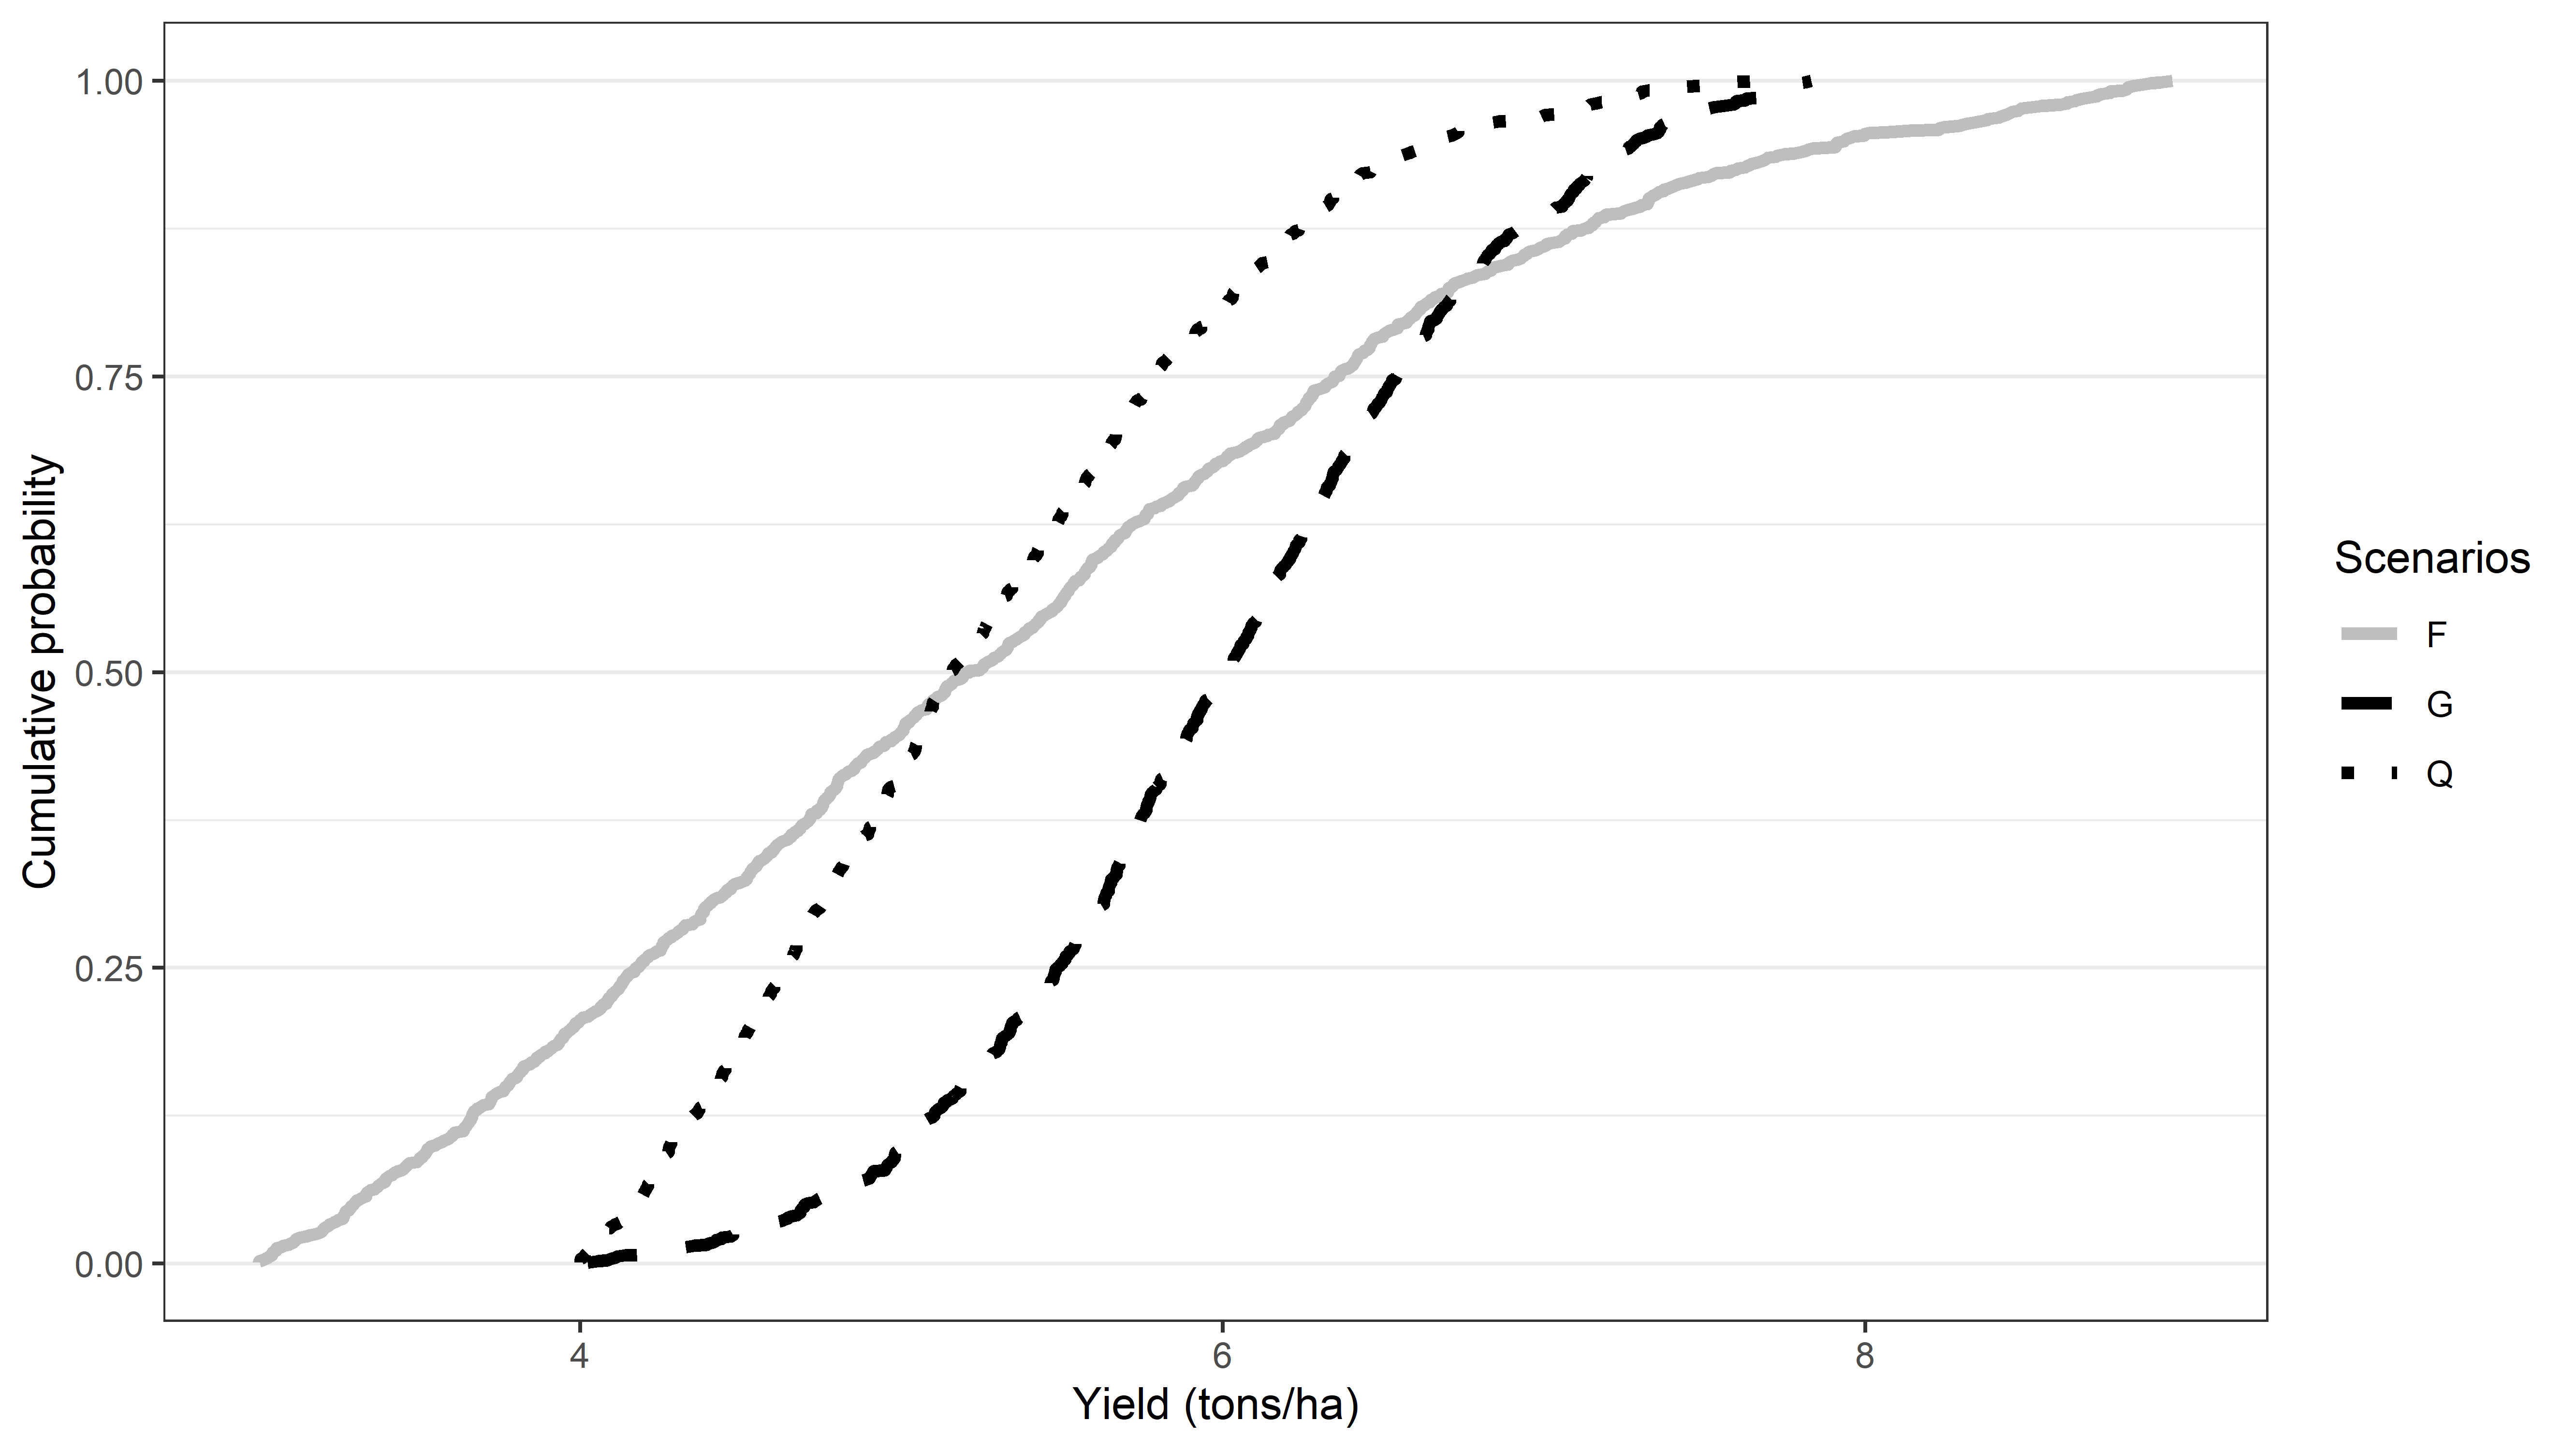 1.00
0.75
0.50
0.25
0.00
Cumulative probability
4 6 8
Yield (tons/ha)
Scenarios
F
G
Q